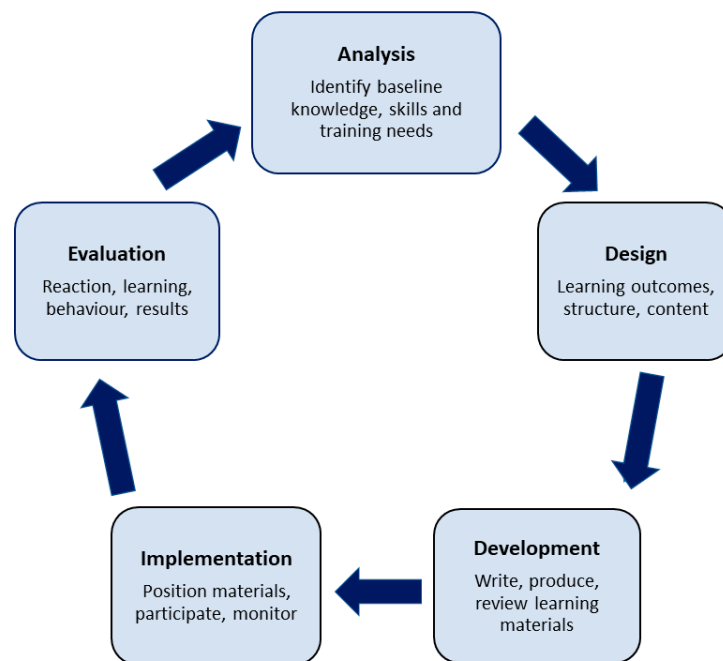 Analysis
Identify baseline
knowledge, skills and
training needs
Design
Learning outcomes,
structure, content
Development
Write, produce,
review learning
materials
Implementation
Position materials,
participate, monitor
Evaluation
Reaction, learning,
behaviour, results